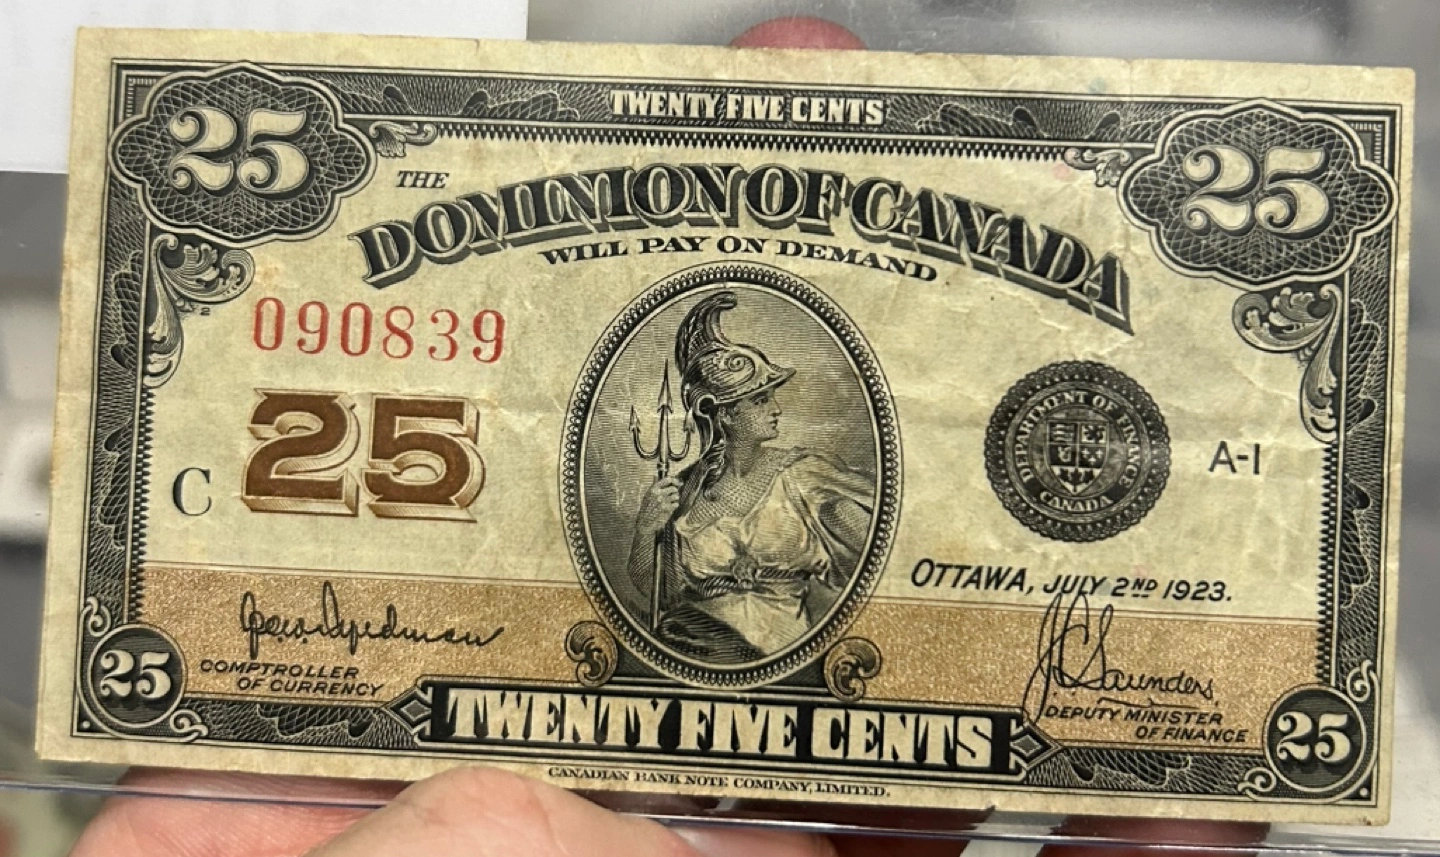 TWENTY FIVE CENTS
25
25
THE
DOMINION OF CANADA
WILL PAY ON DEMAND
090839
25
C
DEPARTMENT OF FINANCE
CANADA
A-1
OTTAWA, JULY 2ND 1923.
COMPTROLLER
OF CURRENCY
J C Saunders
DEPUTY MINISTER
OF FINANCE
25
TWENTY FIVE CENTS
25
CANADIAN BANK NOTE COMPANY, LIMITED.